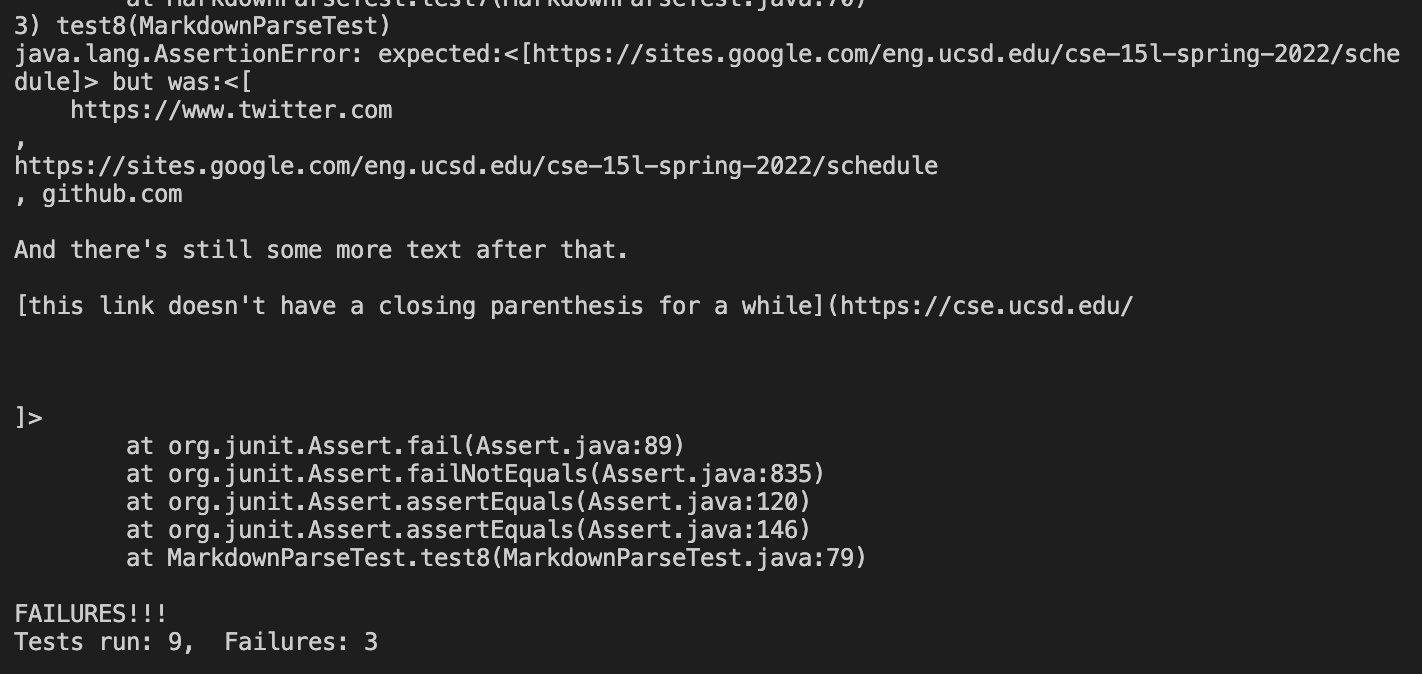 at MarkdownParseTest.test7(MarkdownParseTest.java:70)
3) test8(MarkdownParseTest)
java.lang.AssertionError: expected:<[https://sites.google.com/eng.ucsd.edu/cse-15l-spring-2022/sche
dule]> but was:<[
    https://www.twitter.com
,
https://sites.google.com/eng.ucsd.edu/cse-15l-spring-2022/schedule
, github.com

And there's still some more text after that.

[this link doesn't have a closing parenthesis for a while](https://cse.ucsd.edu/



]>
        at org.junit.Assert.fail(Assert.java:89)
        at org.junit.Assert.failNotEquals(Assert.java:835)
        at org.junit.Assert.assertEquals(Assert.java:120)
        at org.junit.Assert.assertEquals(Assert.java:146)
        at MarkdownParseTest.test8(MarkdownParseTest.java:79)

FAILURES!!!
Tests run: 9,  Failures: 3